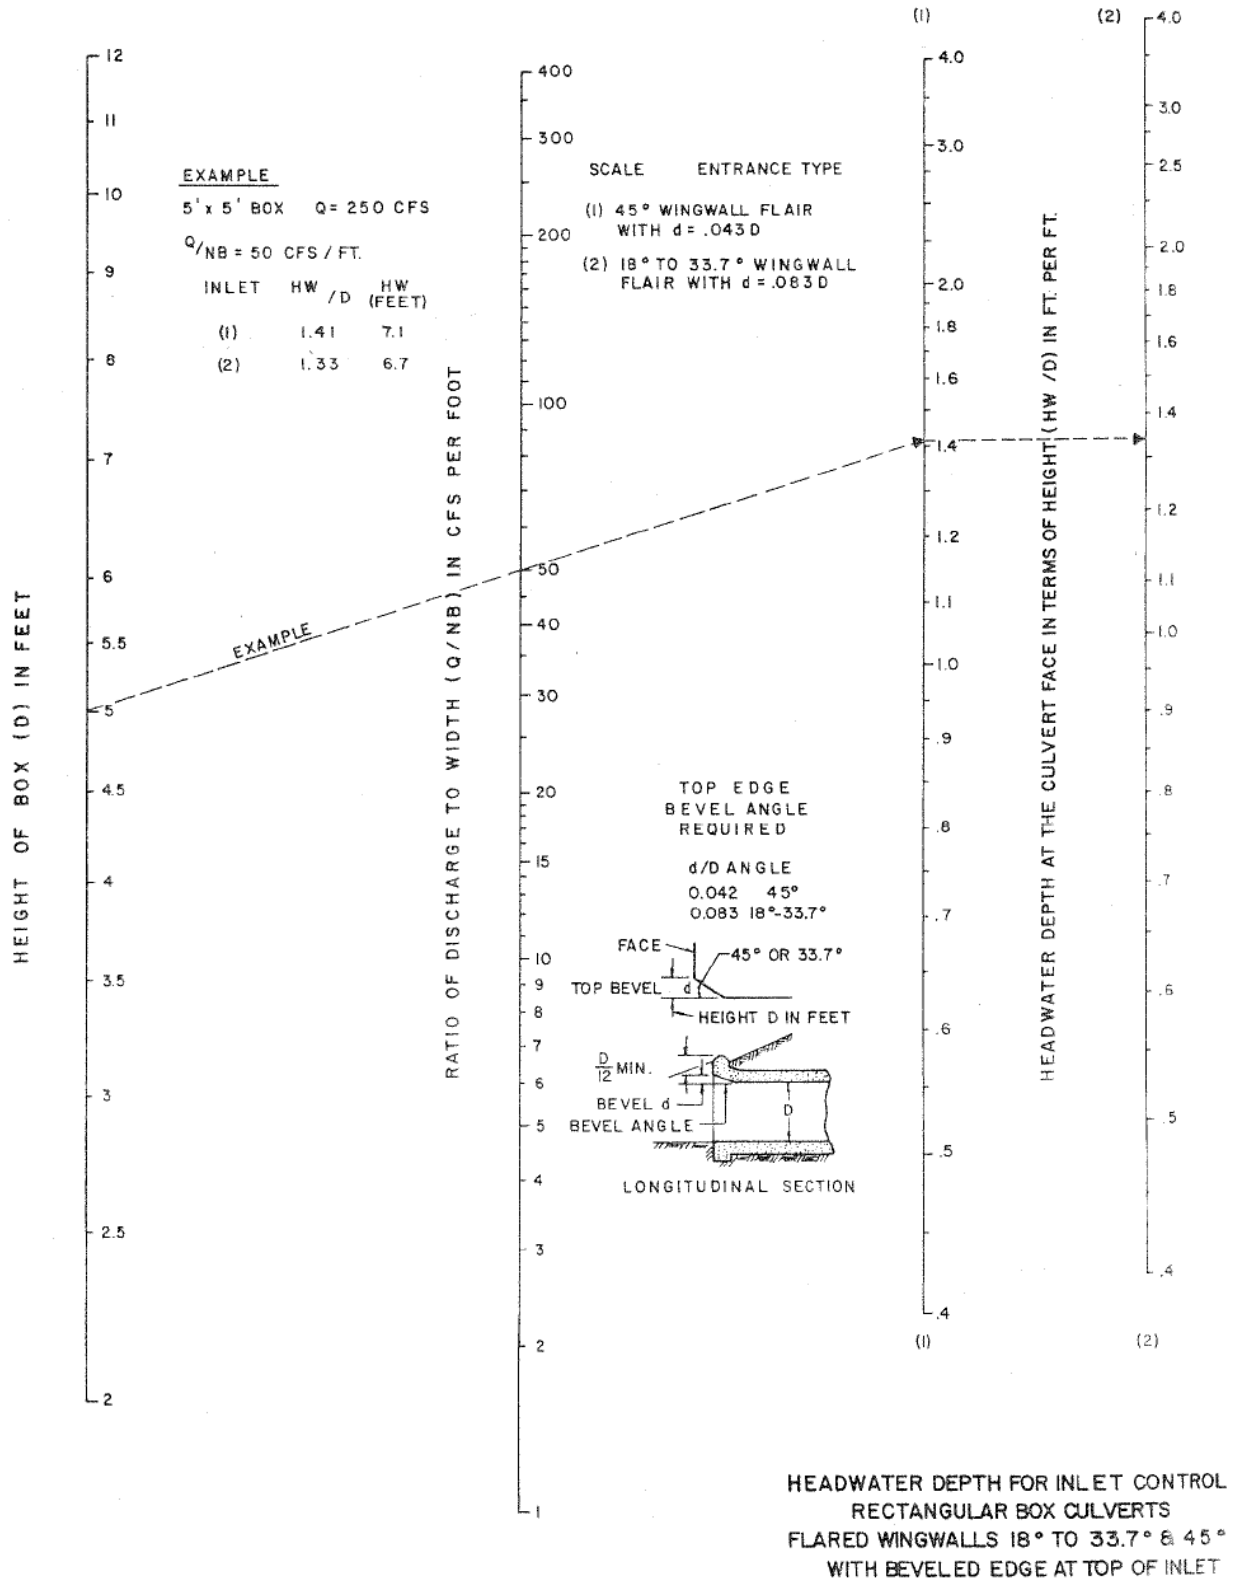 (1)
(2)
12
11
10
9
8
7
6
5.5
5
4.5
4
3.5
3
2.5
2
HEIGHT OF BOX (D) IN FEET
EXAMPLE
5' x 5' BOX Q= 250 CFS
Q/NB = 50 CFS / FT.
INLET HW/D HW (FEET)
(1) 1.41 7.1
(2) 1.33 6.7
EXAMPLE
400
300
200
100
50
40
30
20
15
10
9
8
7
6
5
4
3
2
1
RATIO OF DISCHARGE TO WIDTH (Q/NB) IN CFS PER FOOT
SCALE ENTRANCE TYPE
(1) 45° WINGWALL FLAIR
WITH d = .043 D
(2) 18° TO 33.7° WINGWALL
FLAIR WITH d = .083 D
TOP EDGE
BEVEL ANGLE
REQUIRED
d/D ANGLE
0.042 45°
0.083 18°-33.7°
FACE
45° OR 33.7°
TOP BEVEL d
HEIGHT D IN FEET
D/12 MIN.
BEVEL d
BEVEL ANGLE
D
LONGITUDINAL SECTION
4.0
3.0
2.0
1.8
1.6
1.4
1.2
1.1
1.0
.9
.8
.7
.6
.5
.4
(1)
HEADWATER DEPTH AT THE CULVERT FACE IN TERMS OF HEIGHT (HW /D) IN FT. PER FT.
4.0
3.0
2.5
2.0
1.8
1.6
1.4
1.2
1.1
1.0
.9
.8
.7
.6
.5
.4
(2)
HEADWATER DEPTH FOR INLET CONTROL
RECTANGULAR BOX CULVERTS
FLARED WINGWALLS 18° TO 33.7° & 45°
WITH BEVELED EDGE AT TOP OF INLET